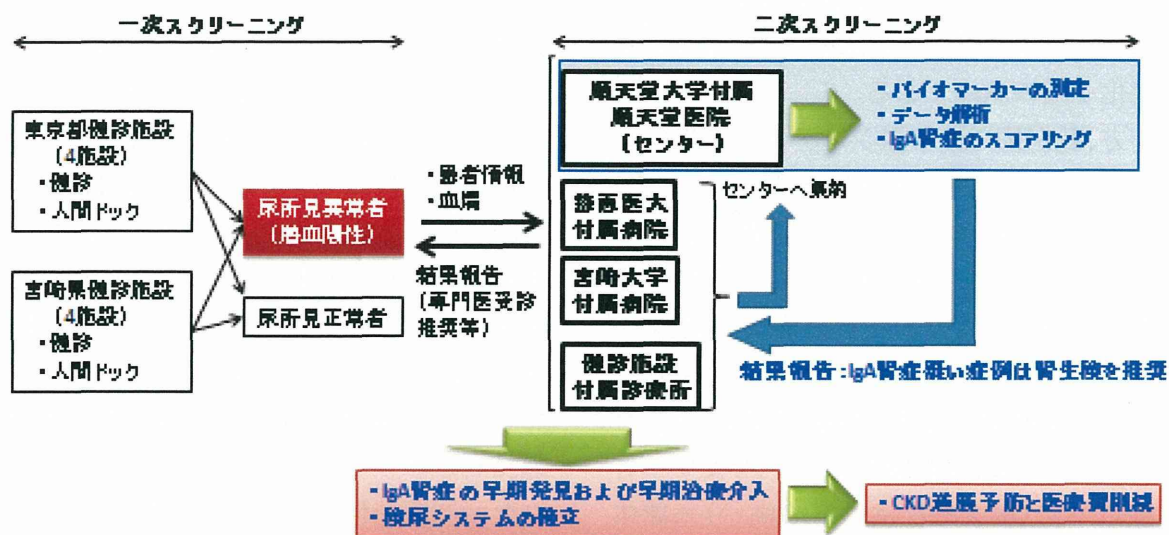 一次スクリーニング
二次スクリーニング
東京都健診施設
(4施設)
・健診
・人間ドック
宮崎県健診施設
(4施設)
・健診
・人間ドック
尿所見異常者
(潜血陽性)
尿所見正常者
・患者情報
・血漿
結果報告
(専門医受診
推奨等)
順天堂大学付属
順天堂医院
(センター)
・バイオマーカーの測定
・データ解析
・IgA腎症のスコアリング
医大
付属病院
宮崎大学
付属病院
健診施設
付属診療所
センターへ集約
結果報告:IgA腎症疑い症例は腎生検を推奨
・IgA腎症の早期発見および早期治療介入
・検尿システムの確立
・CKD進展予防と医療費削減